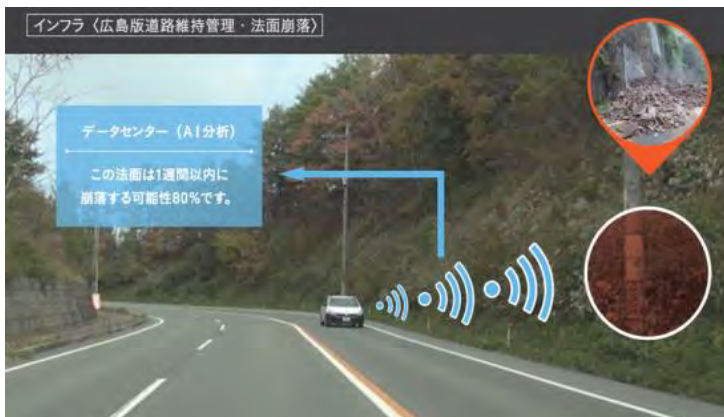 インフラ〈広島版道路維持管理・法面崩落〉
データセンター（AI分析）
この法面は1週間以内に
崩落する可能性80%です。